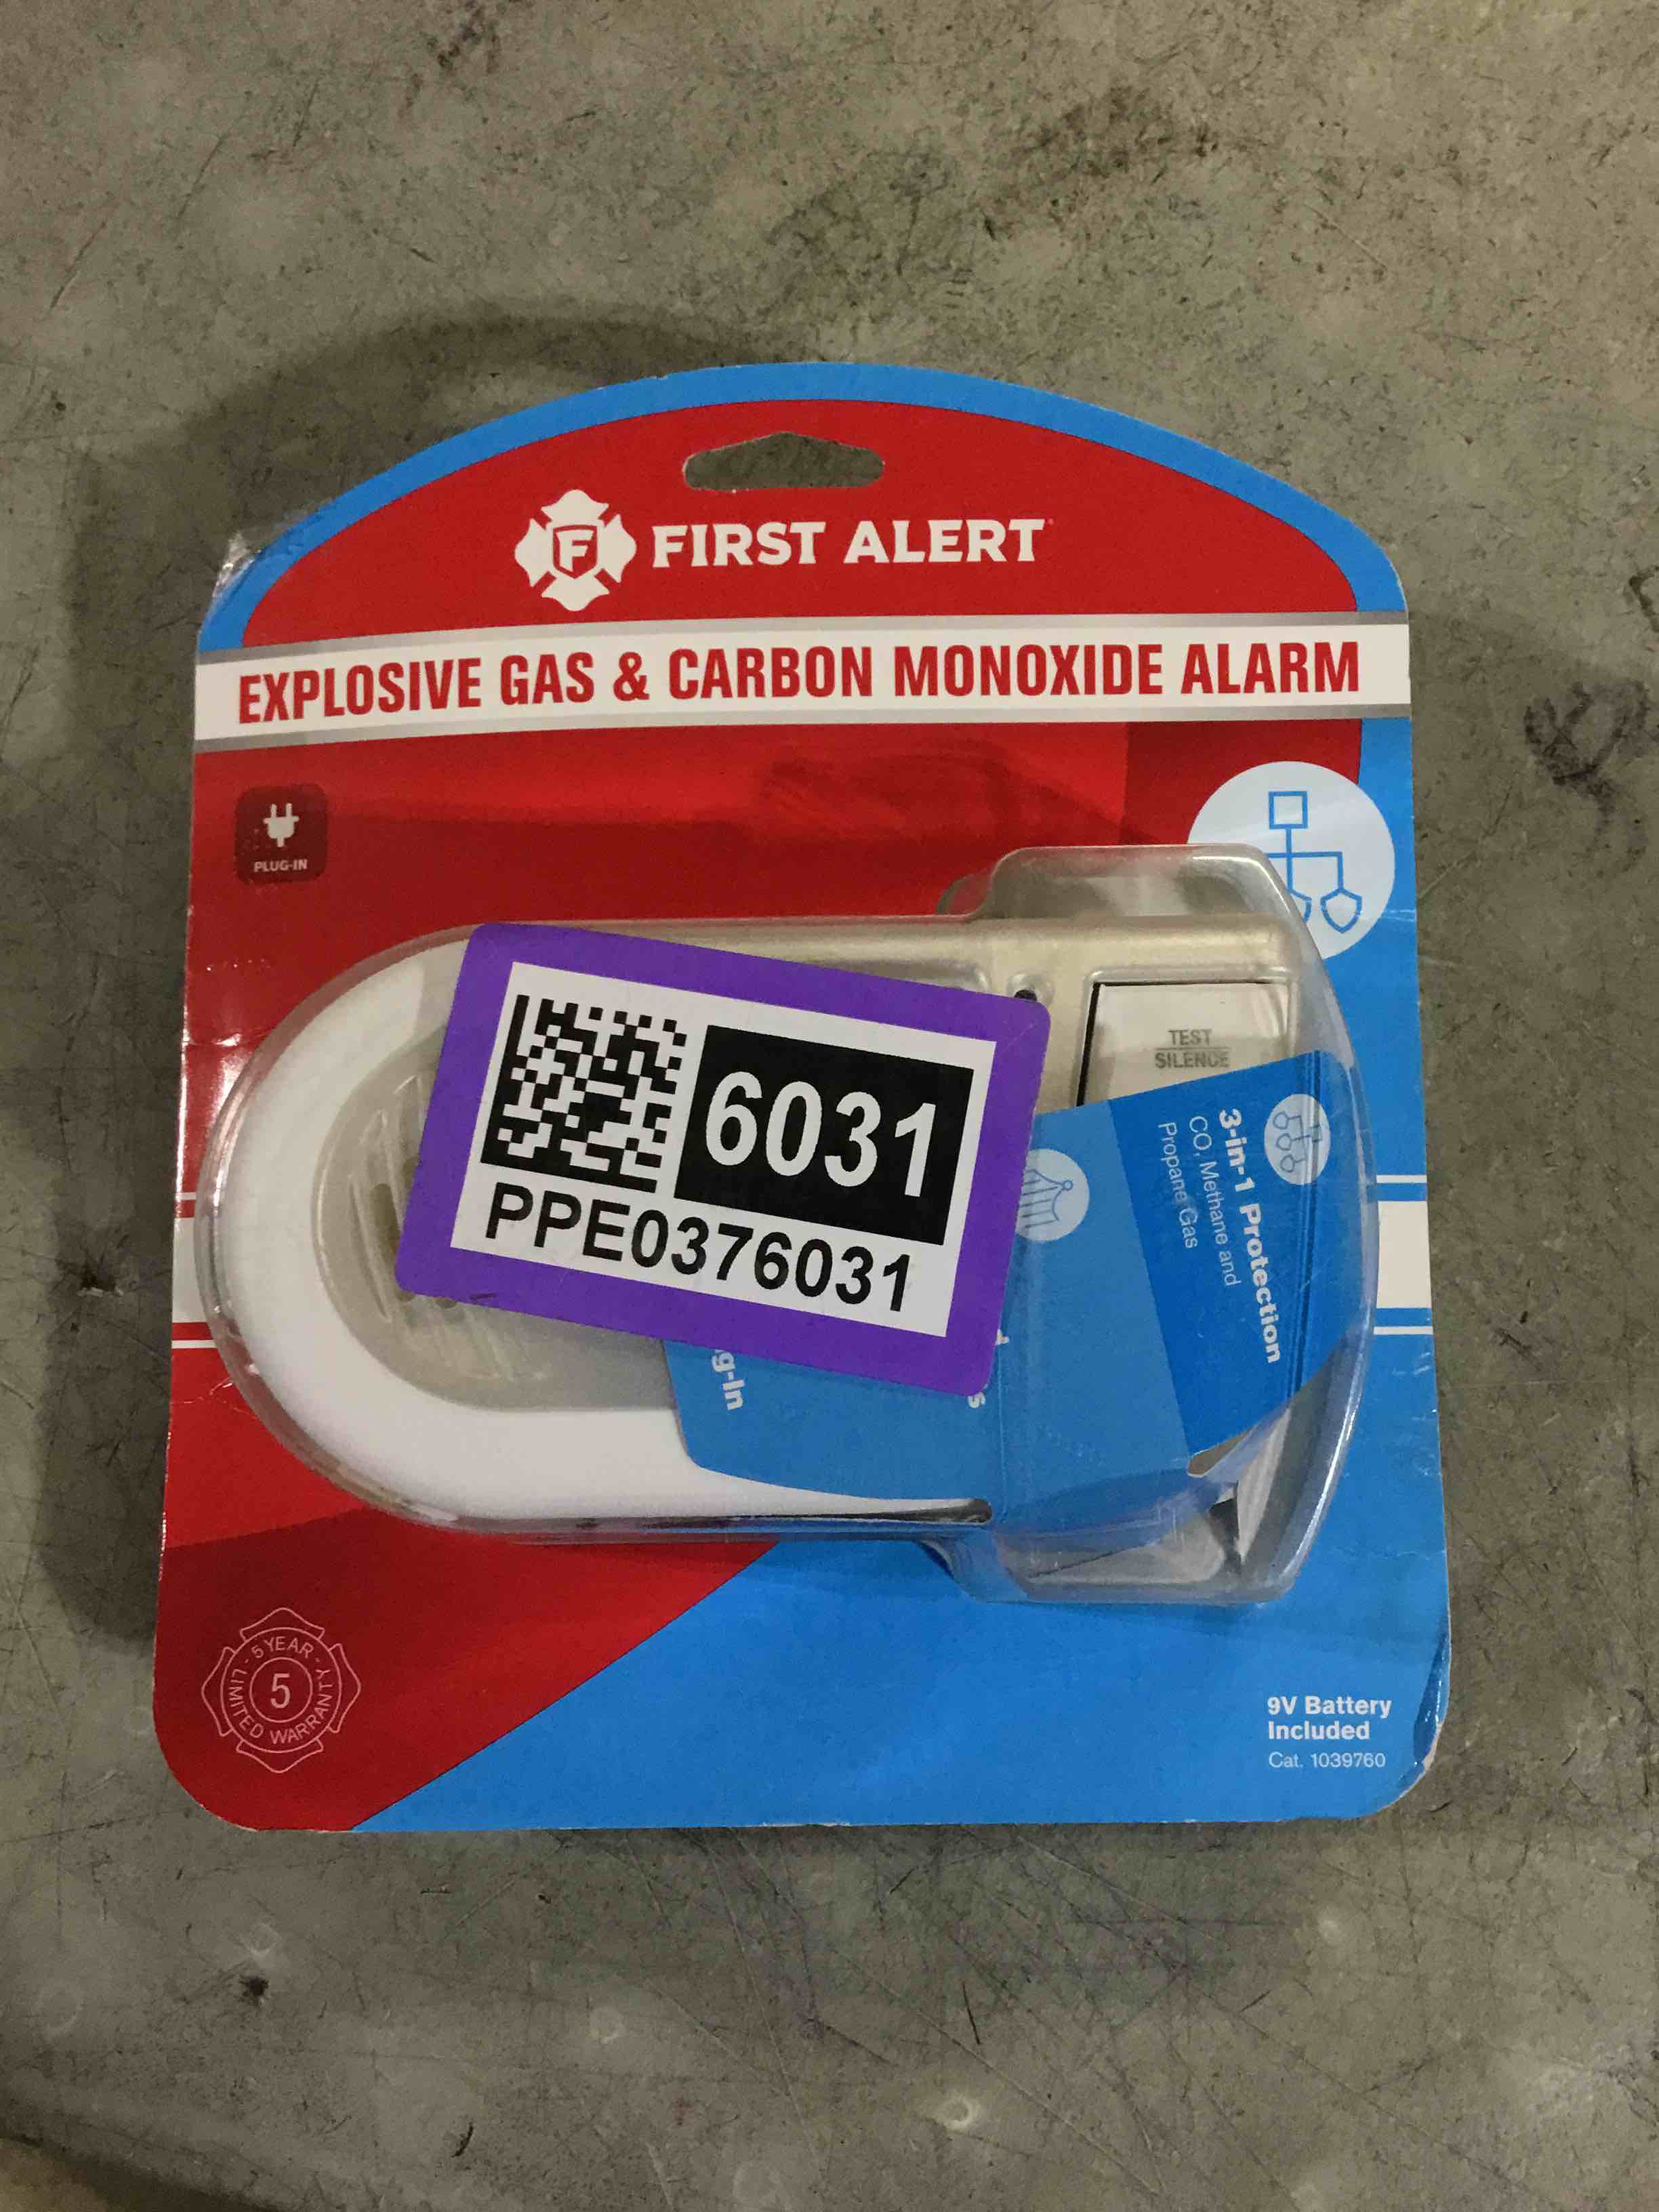 FIRST ALERT
EXPLOSIVE GAS & CARBON MONOXIDE ALARM
PLUG-IN
TEST
SILENCE
6031
PPE0376031
3-in-1 Protection
CO, Methane and
Propane Gas
g-In
s
5 YEAR
5
LIMITED WARRANTY
9V Battery
Included
Cat. 1039760